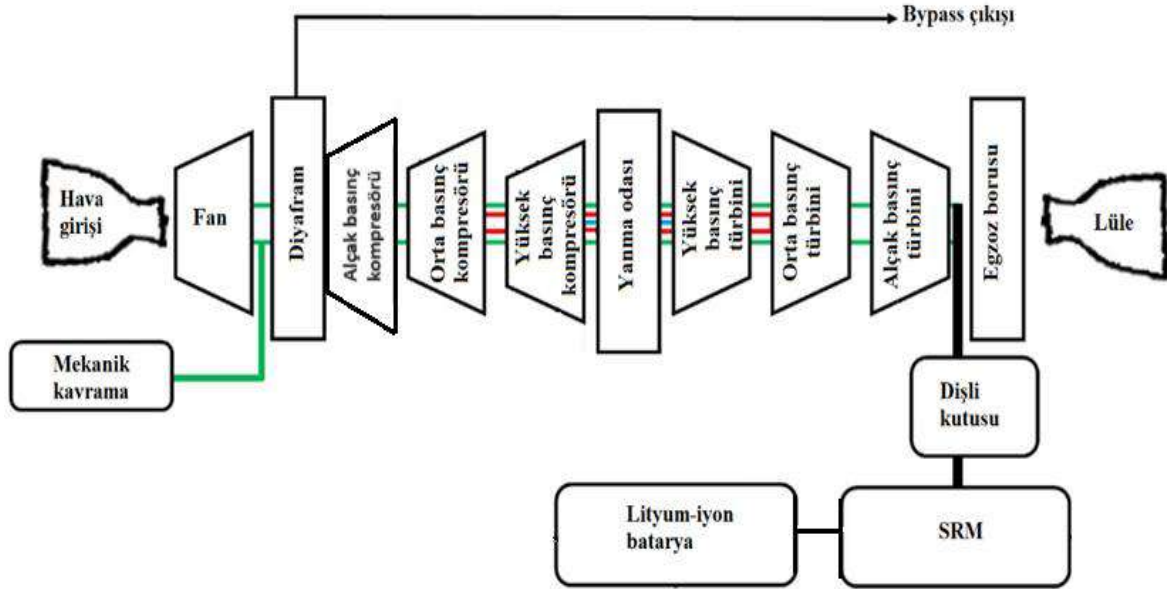 Bypass çıkışı
Hava
girişi
Fan
Diyafram
Alçak basınç
kompresörü
Orta basınç
kompresörü
Yüksek
basınç
kompresörü
Yanma odası
Yüksek
basınç
türbini
Orta basınç
türbini
Alçak basınç
türbini
Egzoz borusu
Lüle
Mekanik
kavrama
Dişli
kutusu
Lityum-iyon
batarya
SRM